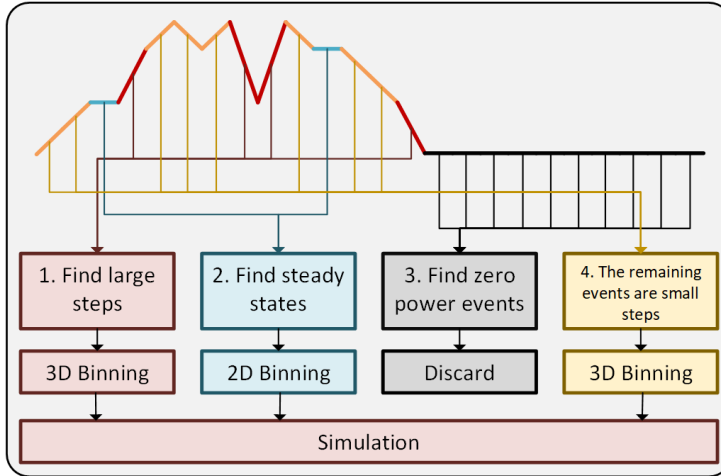 1. Find large
steps
2. Find steady
states
3. Find zero
power events
4. The remaining
events are small
steps
3D Binning
2D Binning
Discard
3D Binning
Simulation